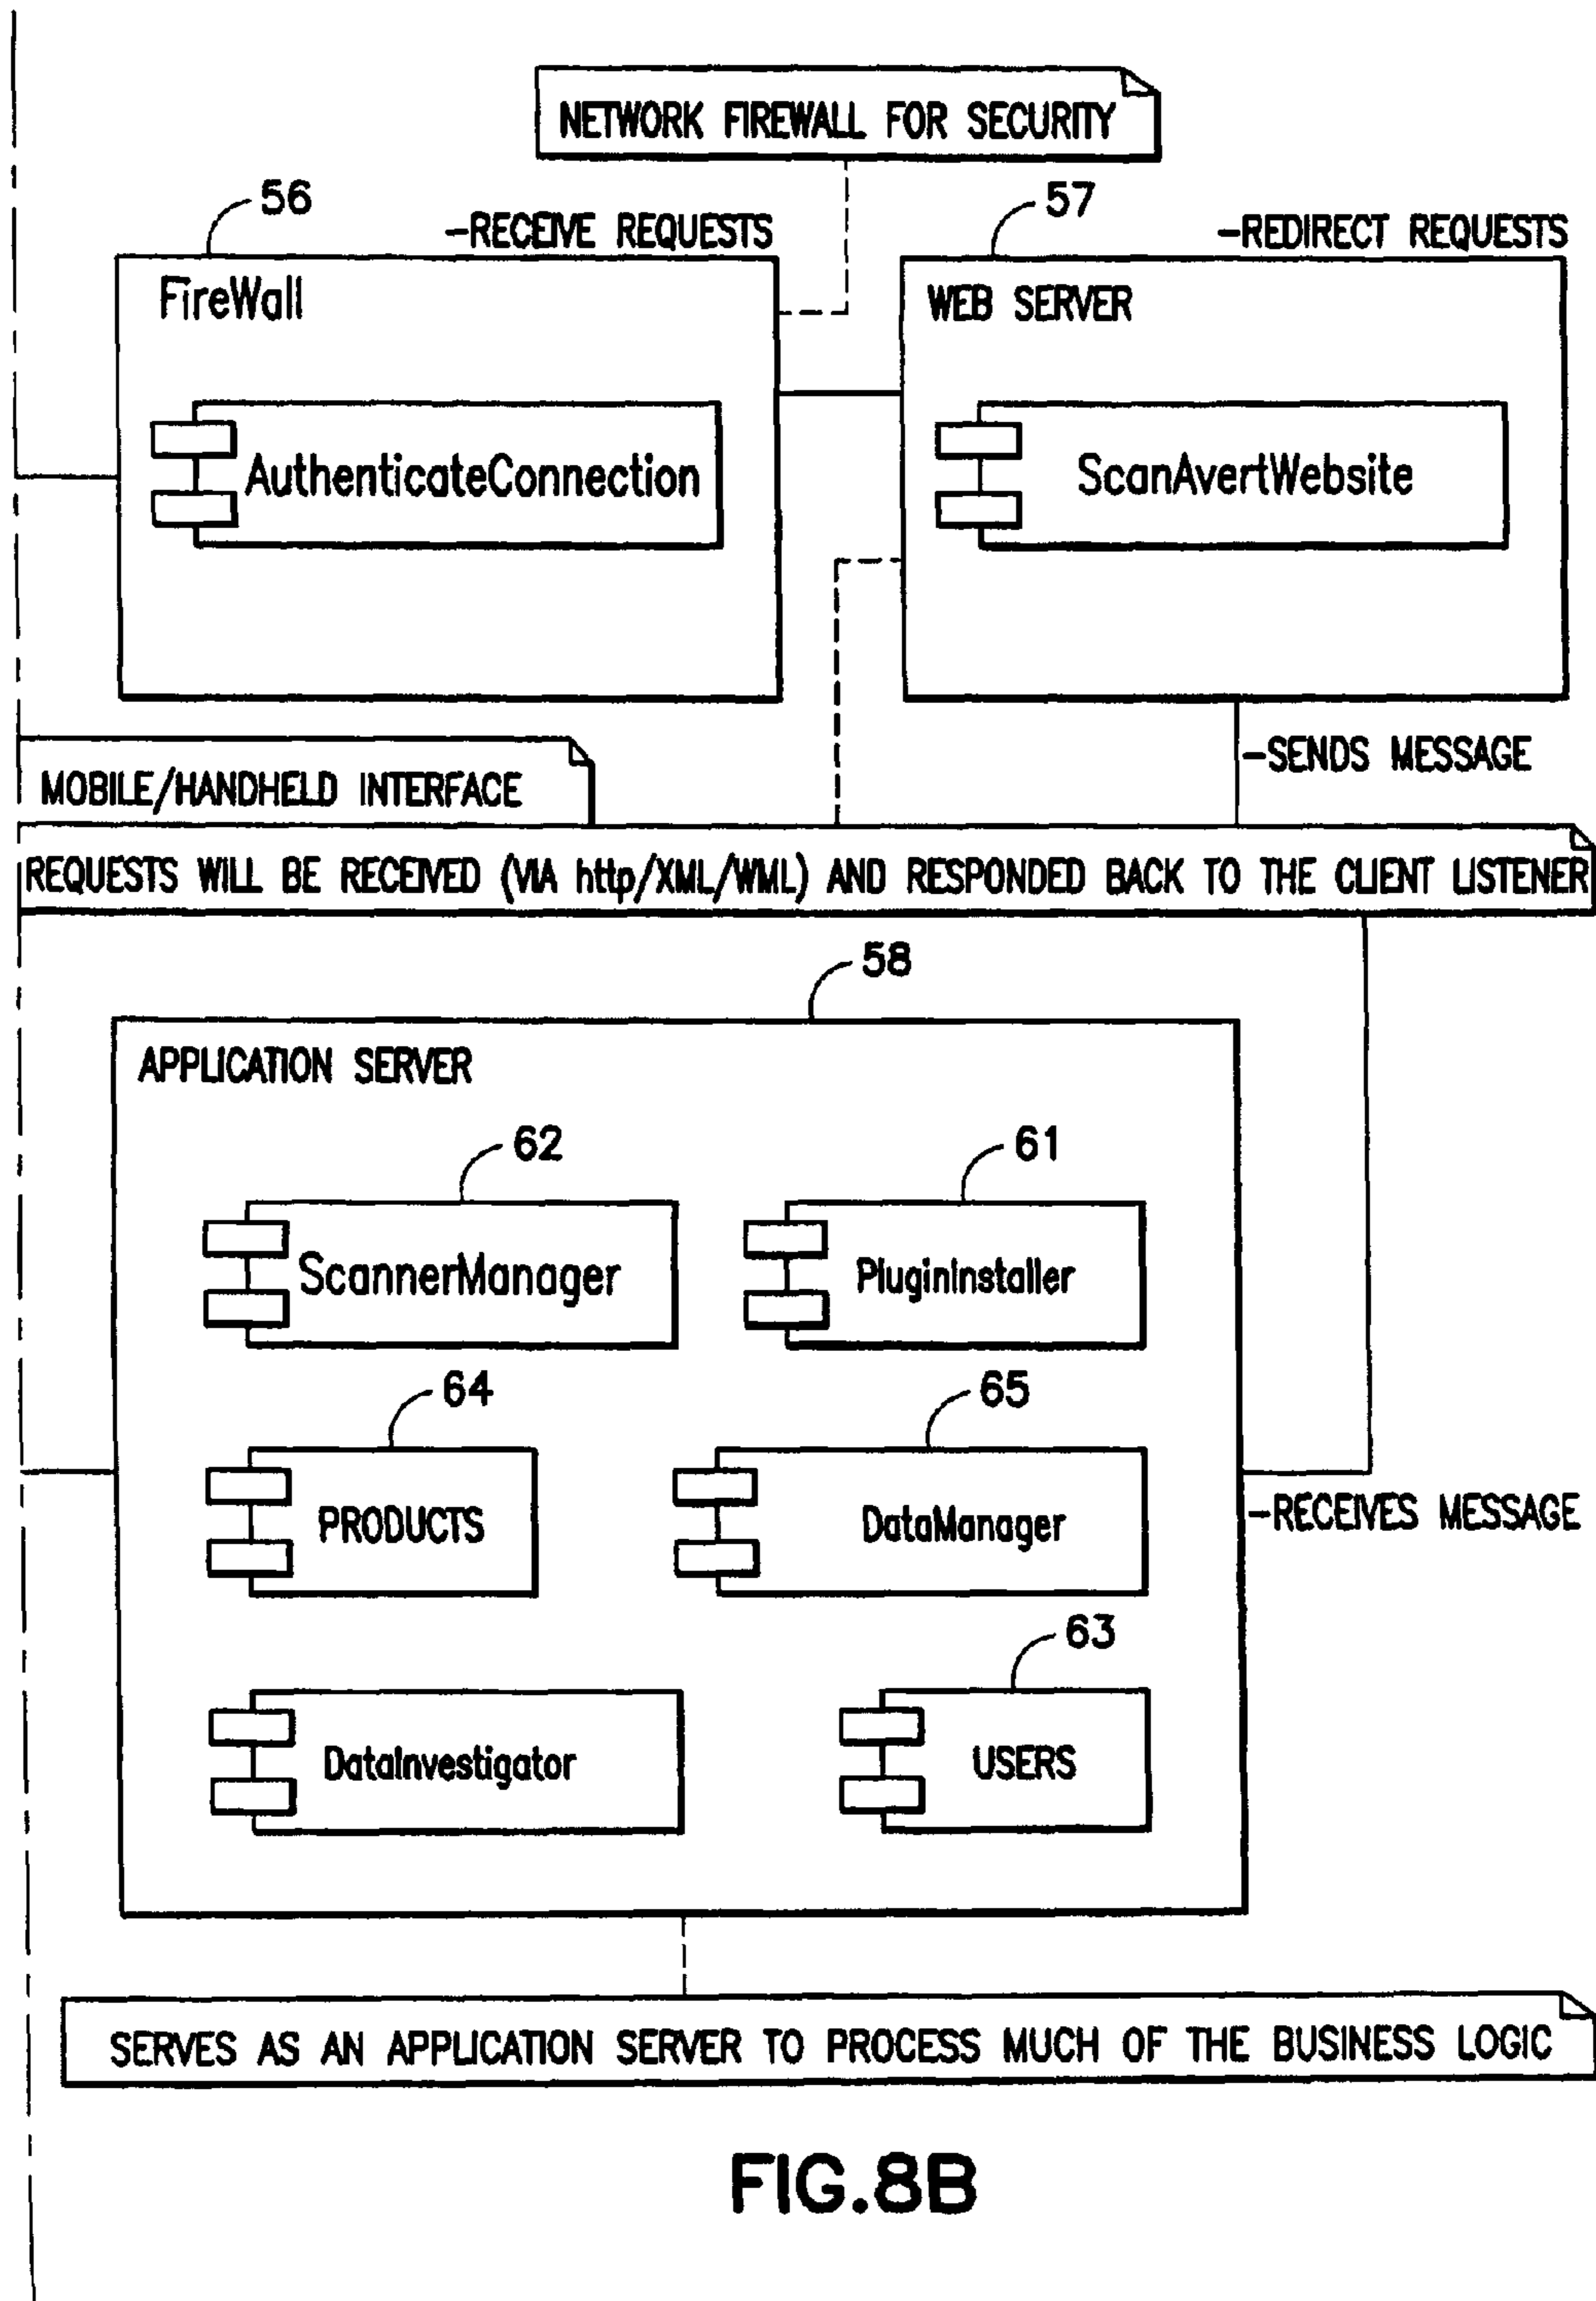 NETWORK FIREWALL FOR SECURITY
56
-RECEIVE REQUESTS
57
-REDIRECT REQUESTS
FireWall
WEB SERVER
AuthenticateConnection
ScanAvertWebsite
-SENDS MESSAGE
MOBILE/HANDHELD INTERFACE
REQUESTS WILL BE RECEIVED (VIA http/XML/WML) AND RESPONDED BACK TO THE CLIENT LISTENER
58
APPLICATION SERVER
62
61
ScannerManager
PluginInstaller
64
65
PRODUCTS
DataManager
-RECEIVES MESSAGE
63
DataInvestigator
USERS
SERVES AS AN APPLICATION SERVER TO PROCESS MUCH OF THE BUSINESS LOGIC
FIG.8B